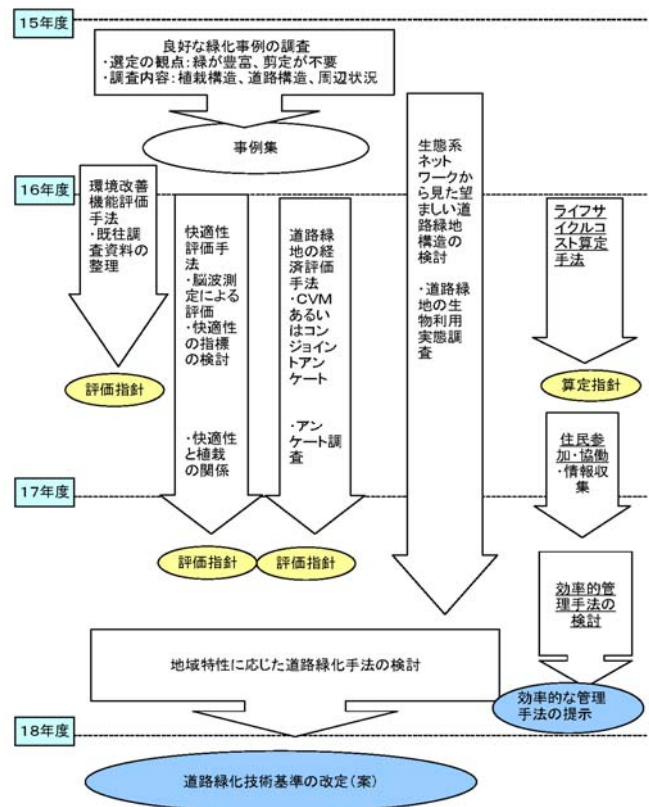 15年度
良好な緑化事例の調査
・選定の観点：緑が豊富、剪定が不要
・調査内容：植栽構造、道路構造、周辺状況
事例集
16年度
環境改善
機能評価
手法
・既往調
査資料の
整理
評価指針
快適性
評価手
法
・脳波測
定による
評価
・快適性
の指標
の検討
・快適性
と植栽
の関係
評価指針
道路緑
地の経
済評価
手法
・CVM
あるい
はコン
ジョイン
トアン
ケート
・アン
ケート調
査
評価指針
生態系
ネット
ワークか
ら見た望
ましい道
路緑地
構造の
検討
・道路緑
地の生
物利用
実態調
査
ライフサ
イクルコ
スト算定
手法
算定指針
住民参
加・協働
・情報収
集
17年度
効率的管
理手法の
検討
効率的な管理
手法の提示
地域特性に応じた道路緑化手法の検討
18年度
道路緑化技術基準の改定（案）